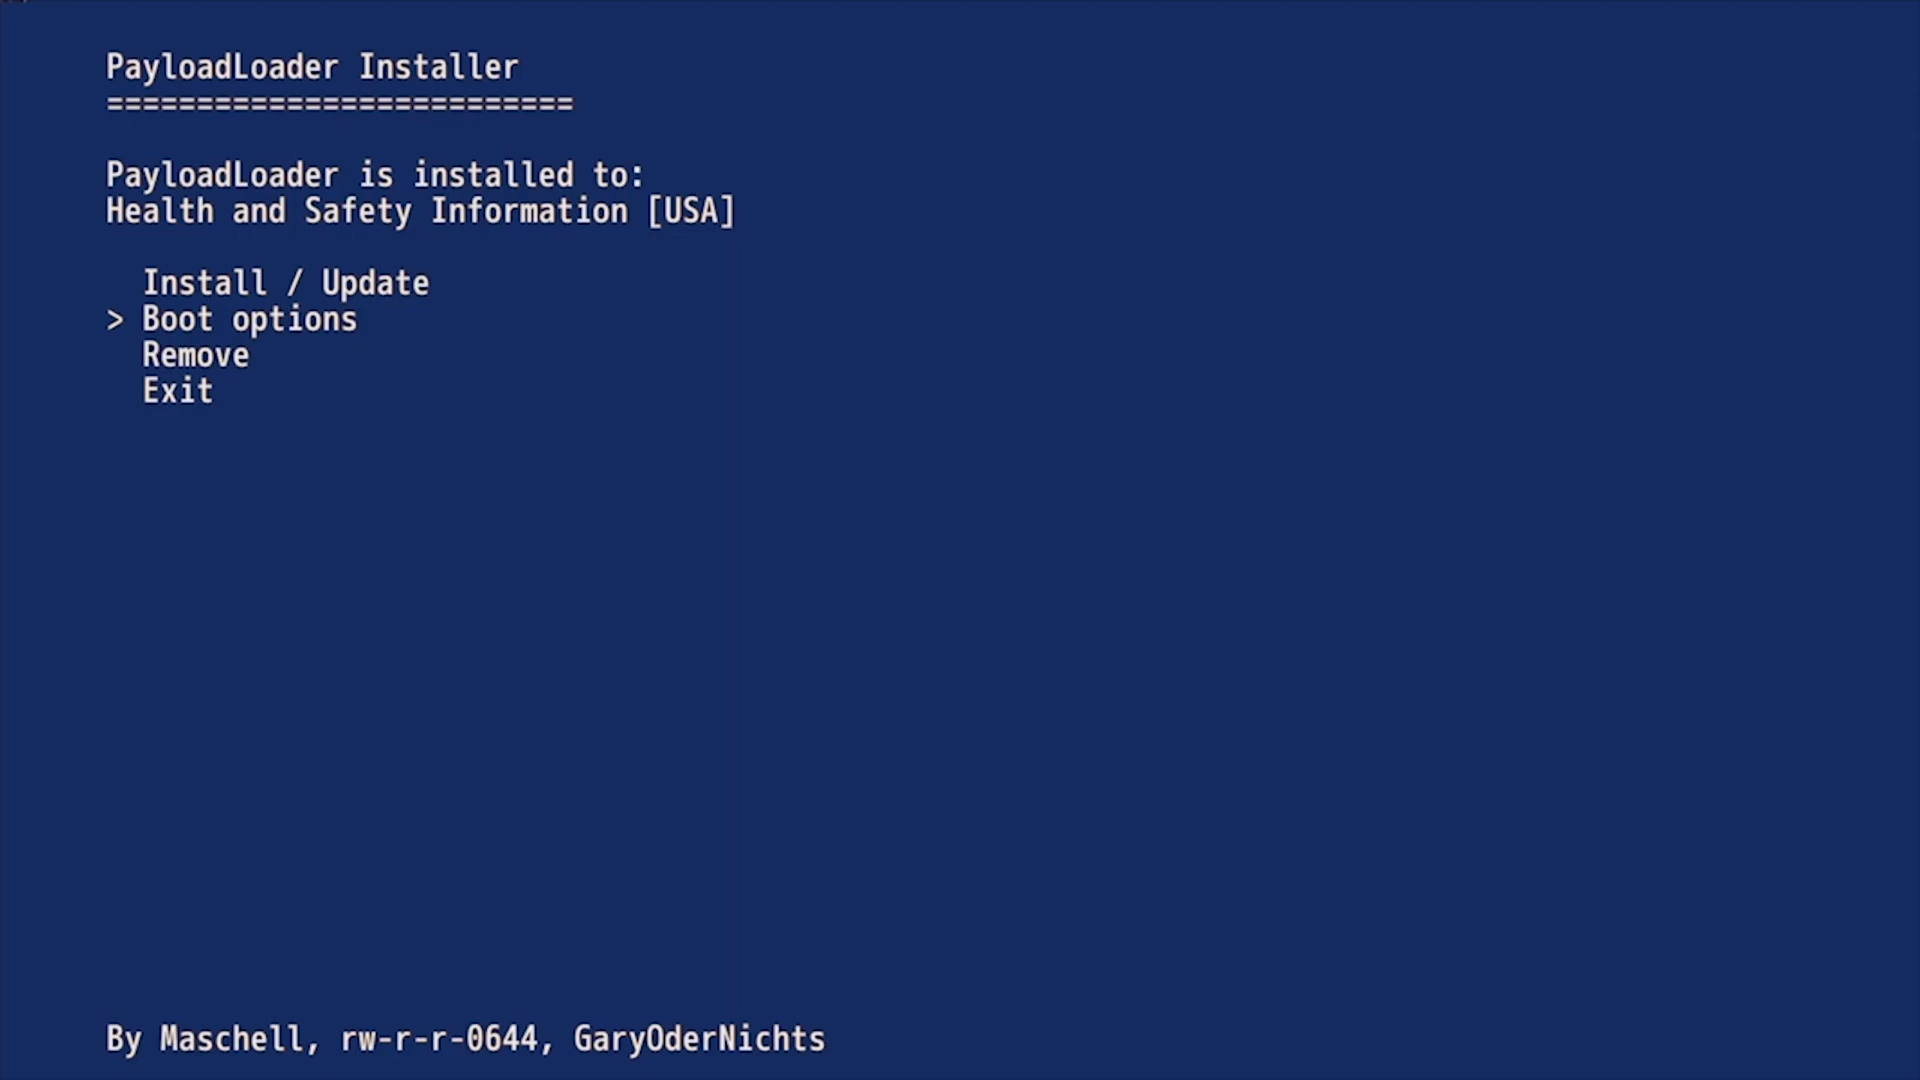 PayloadLoader Installer
==========================
PayloadLoader is installed to:
Health and Safety Information [USA]
Install / Update
> Boot options
Remove
Exit
By Maschell, rw-r-r-0644, GaryOderNichts